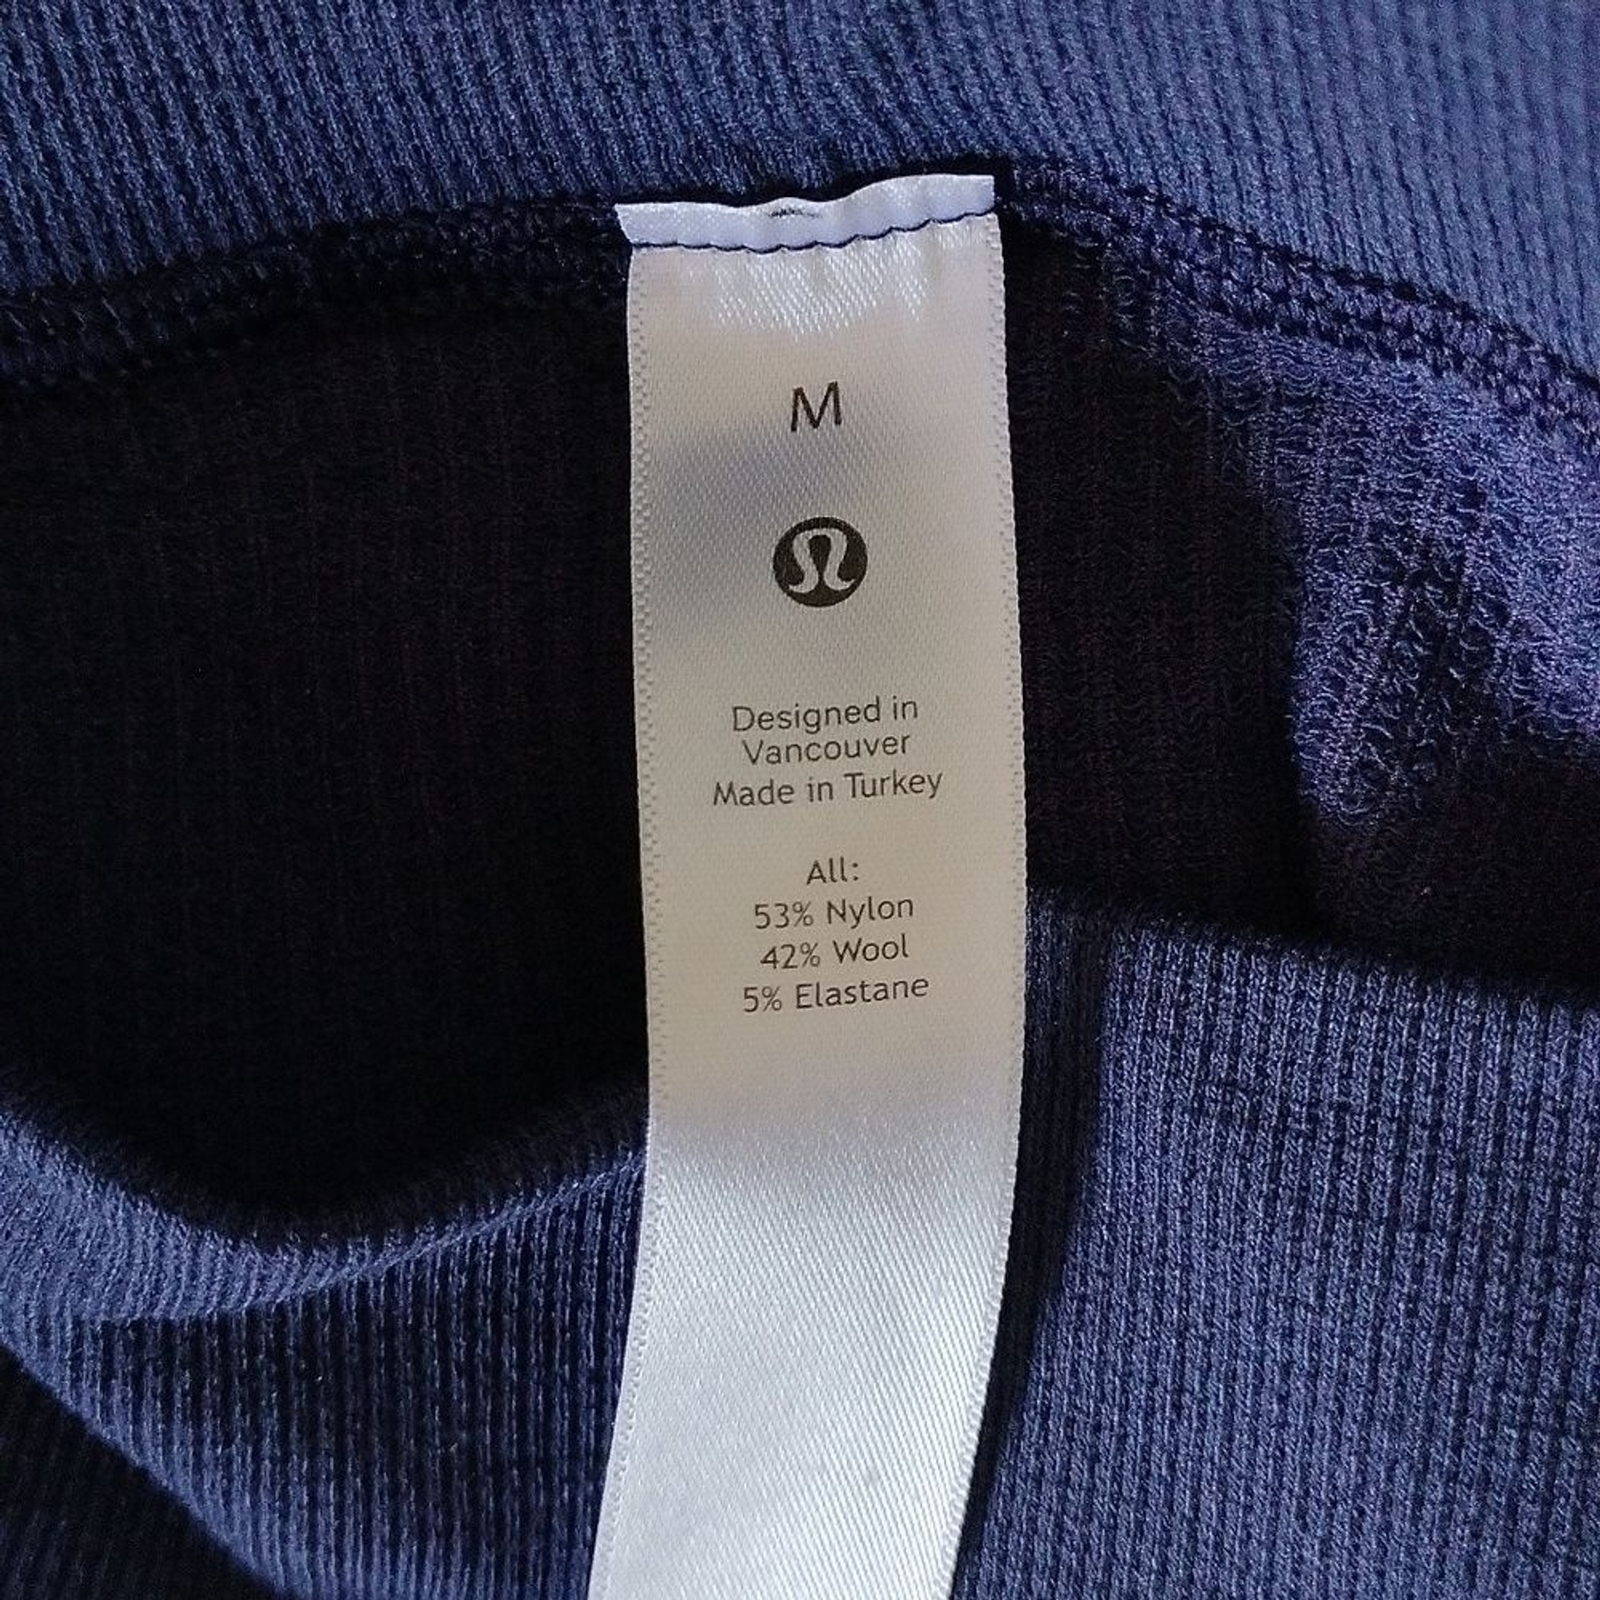 M
Designed in
Vancouver
Made in Turkey
All:
53% Nylon
42% Wool
5% Elastane